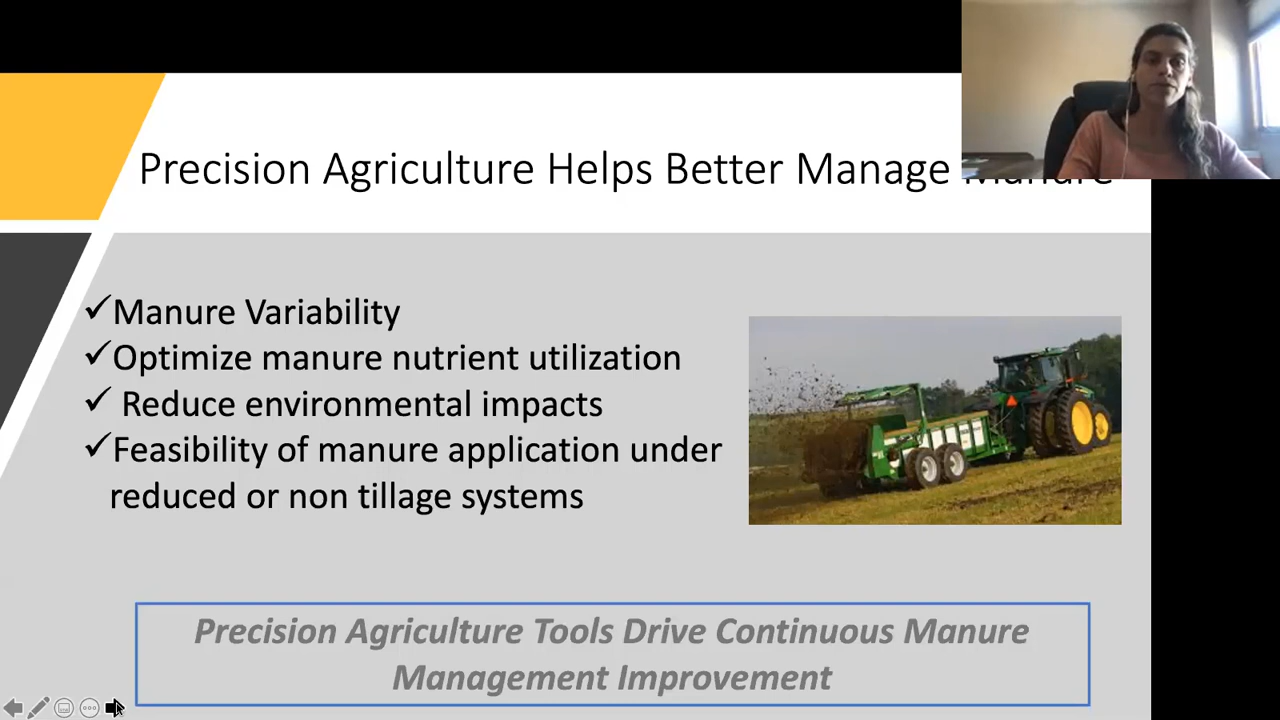 Precision Agriculture Helps Better Manage
✓Manure Variability
✓Optimize manure nutrient utilization
✓ Reduce environmental impacts
✓Feasibility of manure application under
reduced or non tillage systems
Precision Agriculture Tools Drive Continuous Manure
Management Improvement